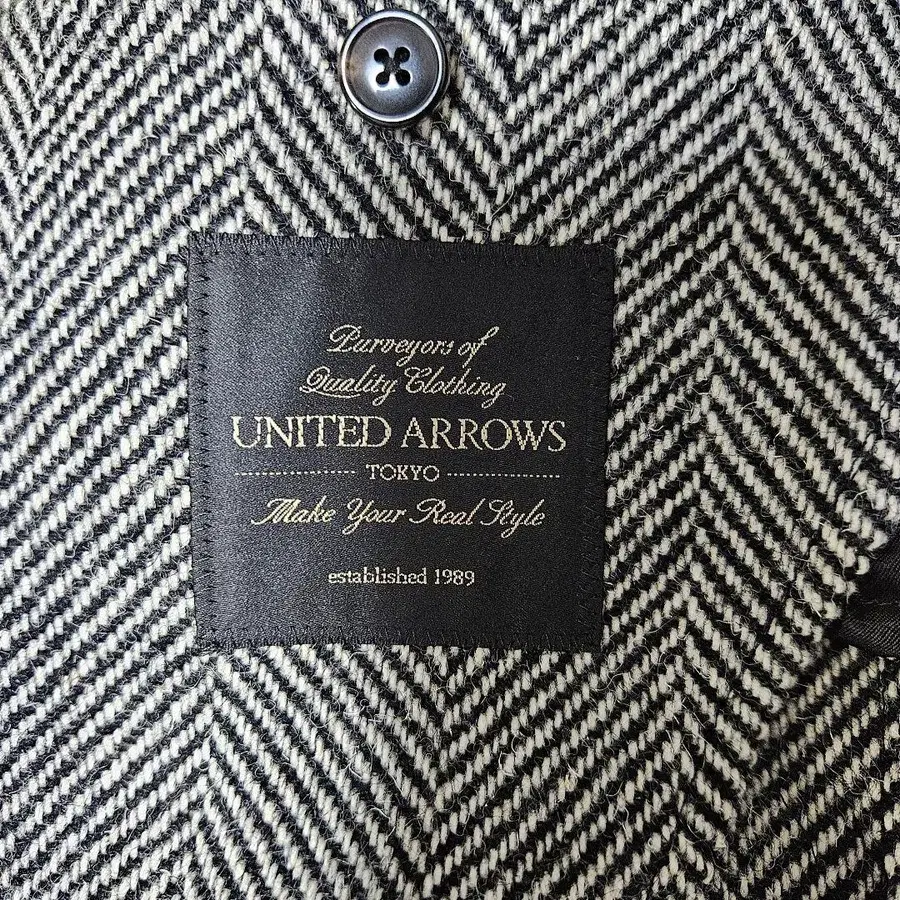 Purveyors of
Quality Clothing
UNITED ARROWS
TOKYO
Make Your Real Style
established 1989